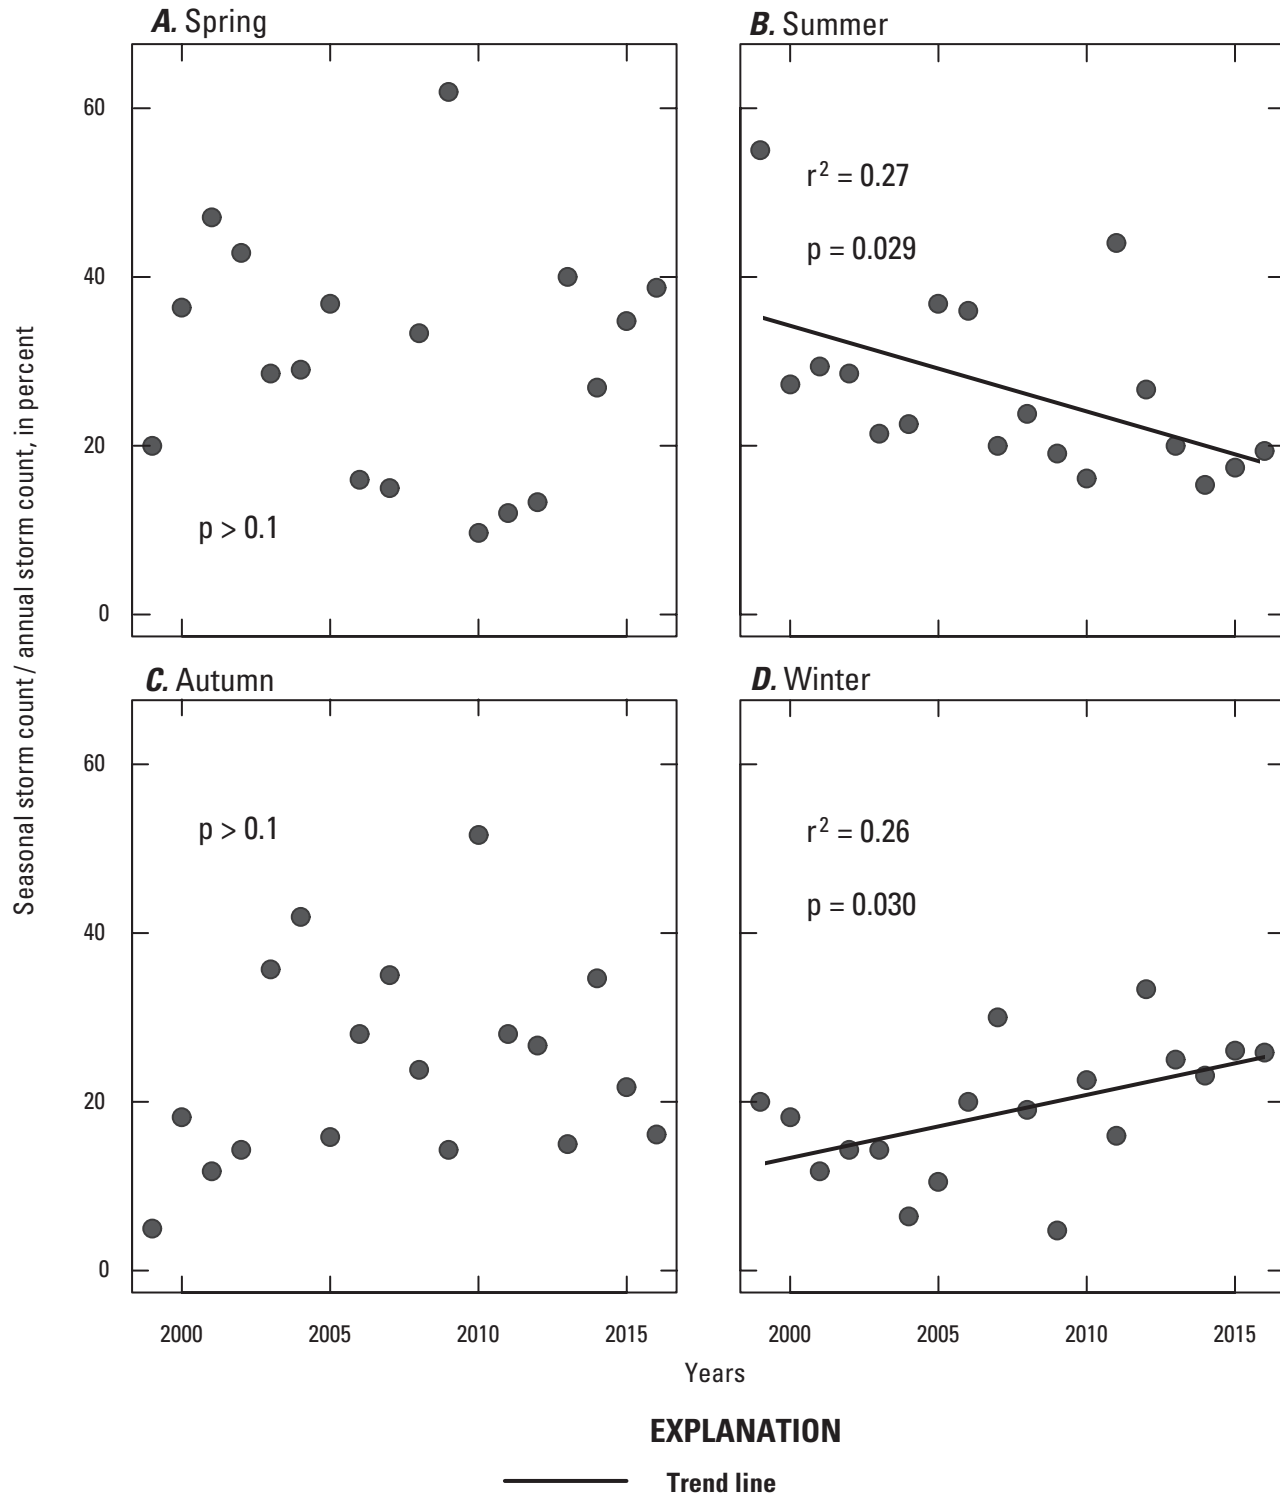 A. Spring
B. Summer
60
40
20
0
p > 0.1
r² = 0.27
p = 0.029
Seasonal storm count / annual storm count, in percent
C. Autumn
D. Winter
60
40
20
0
p > 0.1
r² = 0.26
p = 0.030
2000 2005 2010 2015
2000 2005 2010 2015
Years
EXPLANATION
Trend line